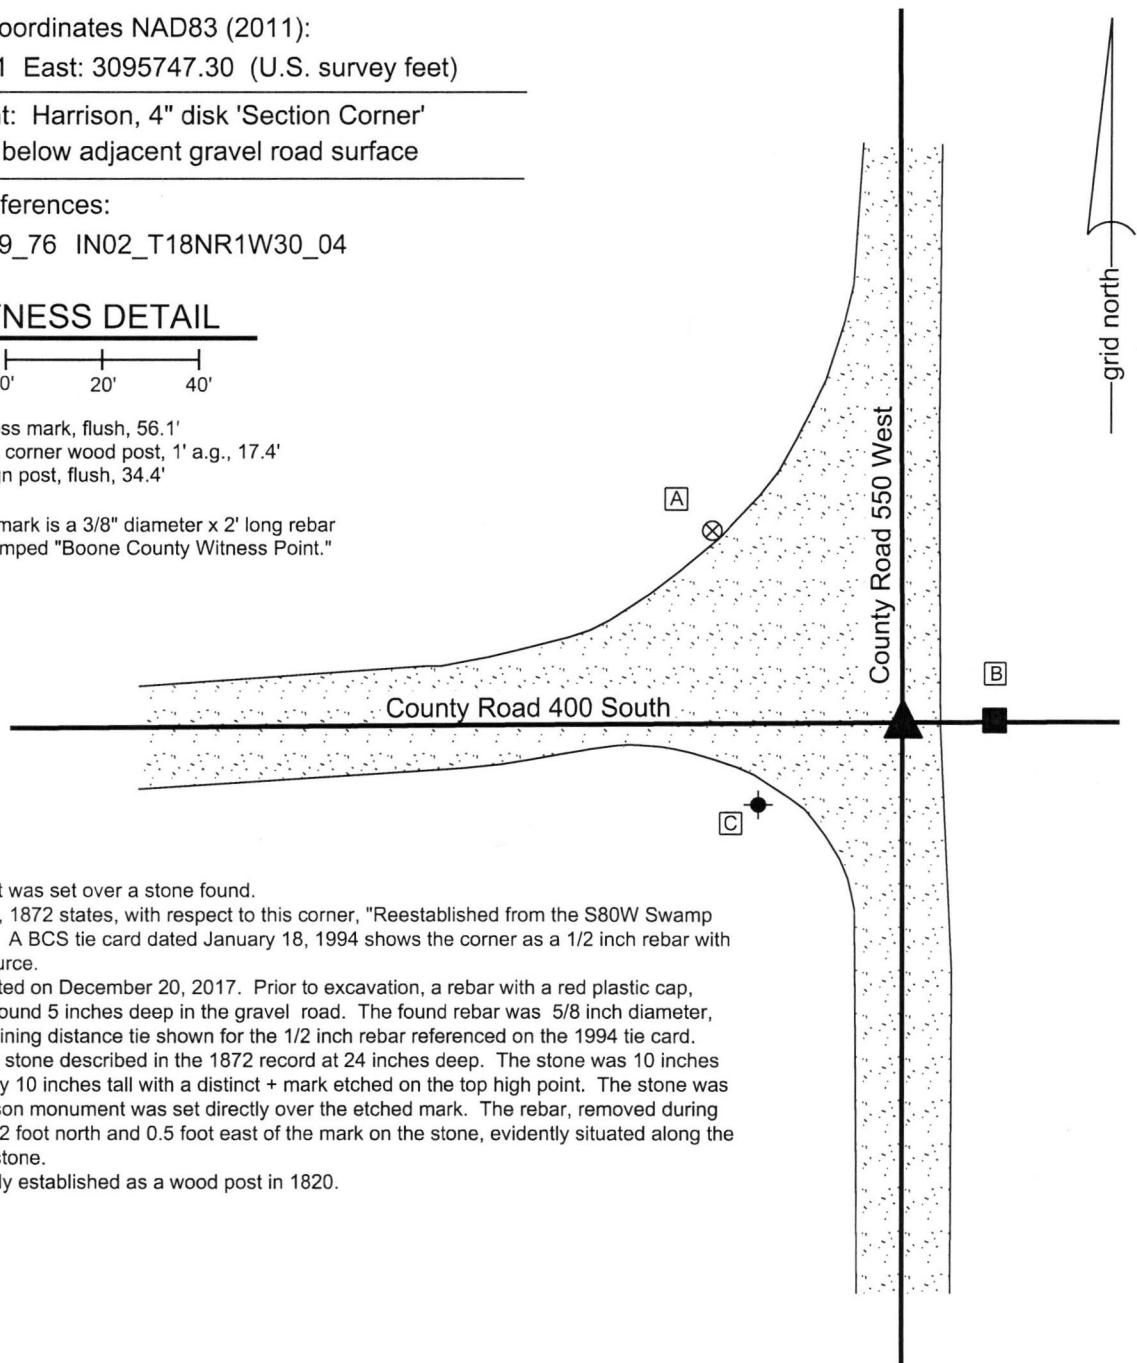 oordinates NAD83 (2011):
1 East: 3095747.30 (U.S. survey feet)
t: Harrison, 4" disk 'Section Corner'
below adjacent gravel road surface
ferences:
9_76 IN02_T18NR1W30_04
NESS DETAIL
0' 20' 40'
ss mark, flush, 56.1'
corner wood post, 1' a.g., 17.4'
n post, flush, 34.4'
mark is a 3/8" diameter x 2' long rebar
mped "Boone County Witness Point."
grid north
A
County Road 550 West
B
County Road 400 South
C
t was set over a stone found.
, 1872 states, with respect to this corner, "Reestablished from the S80W Swamp
A BCS tie card dated January 18, 1994 shows the corner as a 1/2 inch rebar with
urce.
ted on December 20, 2017. Prior to excavation, a rebar with a red plastic cap,
ound 5 inches deep in the gravel road. The found rebar was 5/8 inch diameter,
ining distance tie shown for the 1/2 inch rebar referenced on the 1994 tie card.
stone described in the 1872 record at 24 inches deep. The stone was 10 inches
y 10 inches tall with a distinct + mark etched on the top high point. The stone was
son monument was set directly over the etched mark. The rebar, removed during
2 foot north and 0.5 foot east of the mark on the stone, evidently situated along the
stone.
ly established as a wood post in 1820.